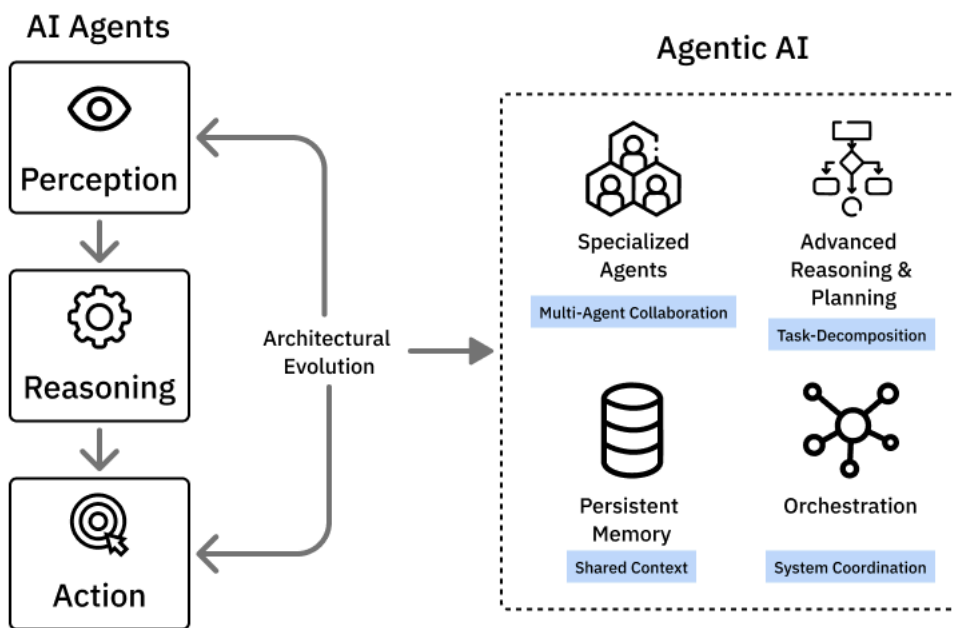 AI Agents
Perception
Reasoning
Action
Architectural
Evolution
Agentic AI
Specialized
Agents
Multi-Agent Collaboration
Advanced
Reasoning &
Planning
Task-Decomposition
Persistent
Memory
Shared Context
Orchestration
System Coordination